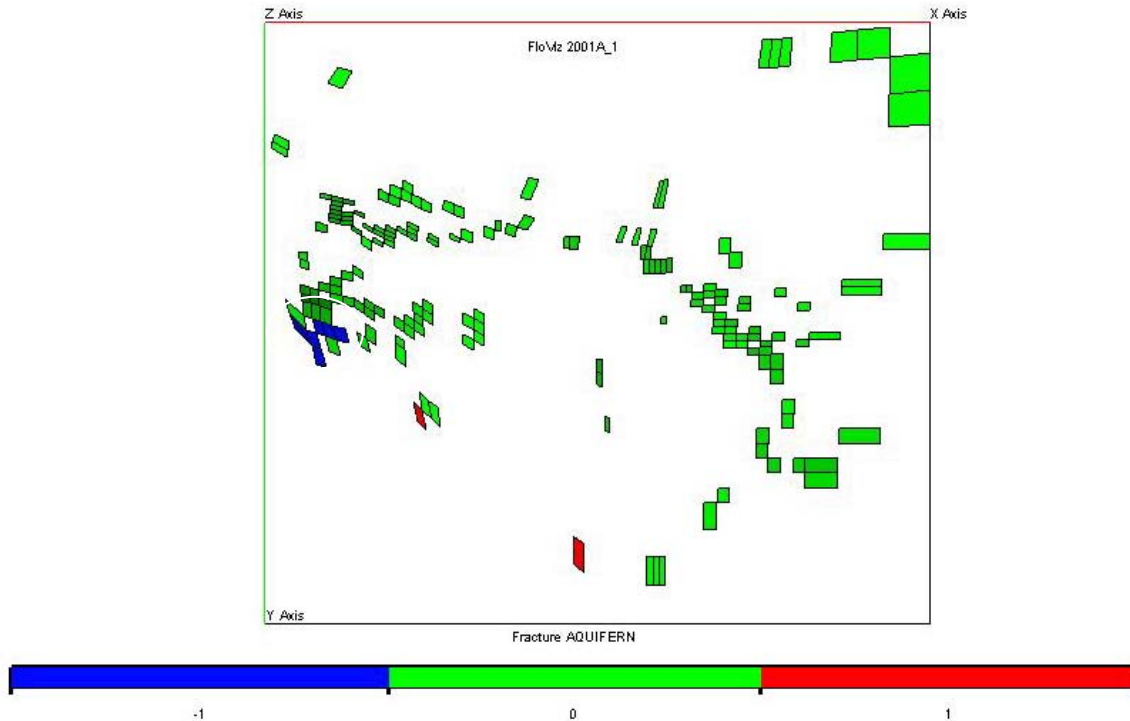 Z Axis
X Axis
FloViz 2001A_1
Y Axis
Fracture AQUIFERN
-1
0
1